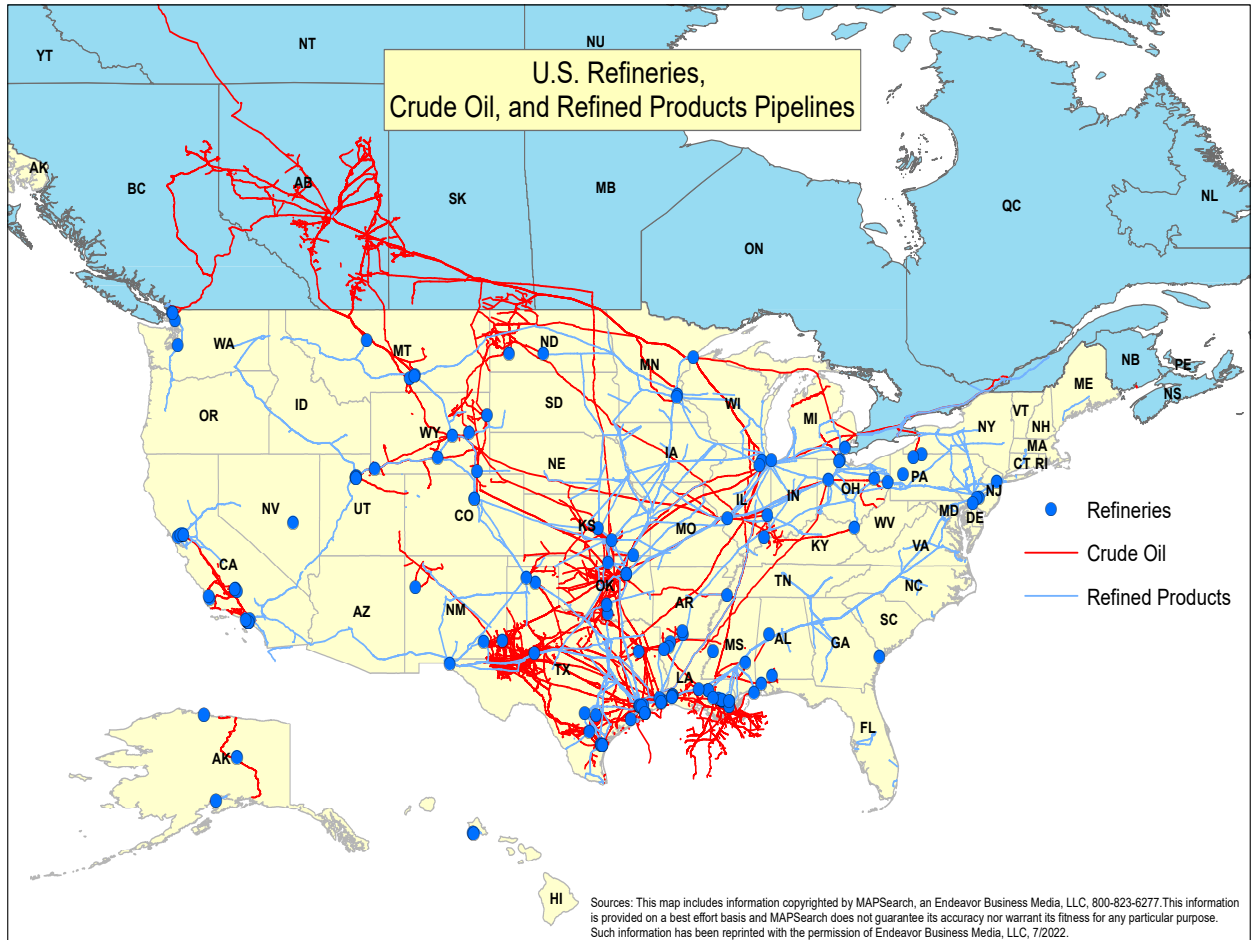 YT
NT
NU
U.S. Refineries,
Crude Oil, and Refined Products Pipelines
AK
BC
AB
SK
MB
ON
QC
NL
WA
MT
ND
MN
OR
ID
WY
SD
WI
MI
NB
PE
NS
ME
VT
NH
NY
MA
CT RI
NV
UT
CO
NE
IA
IL
IN
OH
PA
NJ
MD
DE
CA
KS
MO
KY
WV
VA
AZ
NM
OK
AR
TN
NC
SC
TX
LA
MS
AL
GA
FL
Refineries
Crude Oil
Refined Products
AK
HI
Sources: This map includes information copyrighted by MAPSearch, an Endeavor Business Media, LLC, 800-823-6277.This information
is provided on a best effort basis and MAPSearch does not guarantee its accuracy nor warrant its fitness for any particular purpose.
Such information has been reprinted with the permission of Endeavor Business Media, LLC, 7/2022.